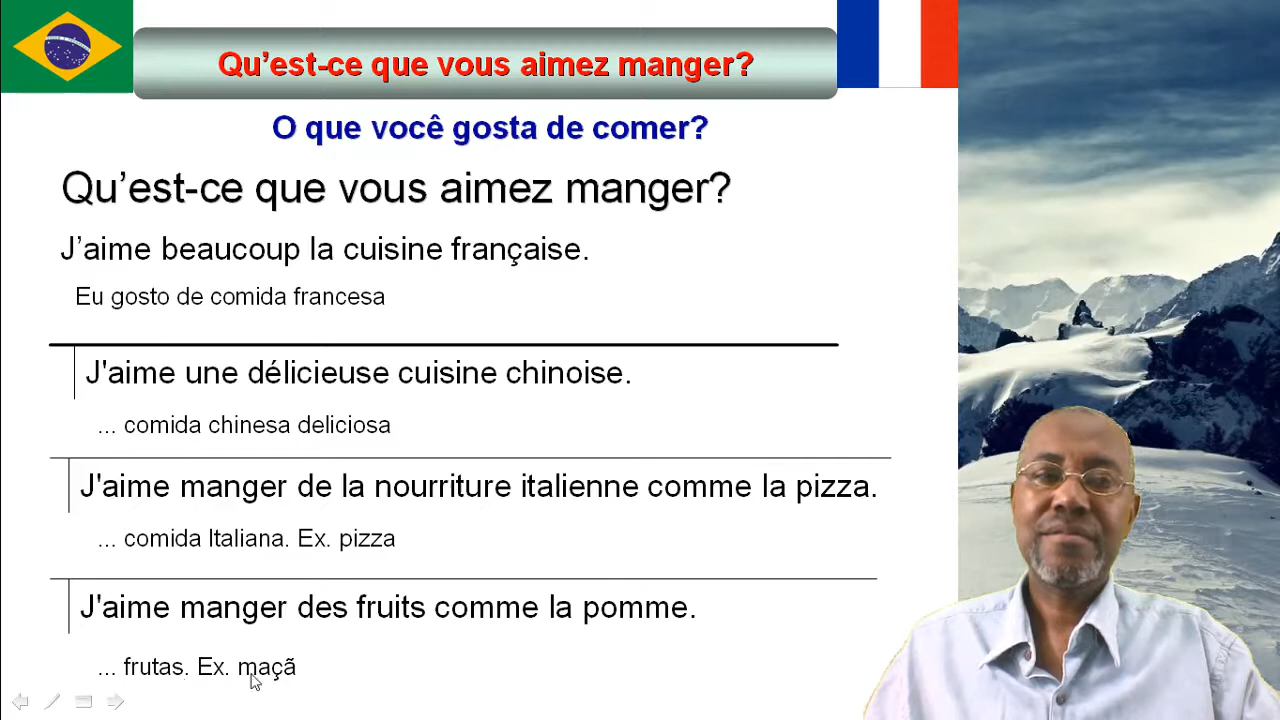 Qu’est-ce que vous aimez manger?
O que você gosta de comer?
Qu’est-ce que vous aimez manger?
J’aime beaucoup la cuisine française.
Eu gosto de comida francesa
J'aime une délicieuse cuisine chinoise.
... comida chinesa deliciosa
J'aime manger de la nourriture italienne comme la pizza.
... comida Italiana. Ex. pizza
J'aime manger des fruits comme la pomme.
... frutas. Ex. maçã